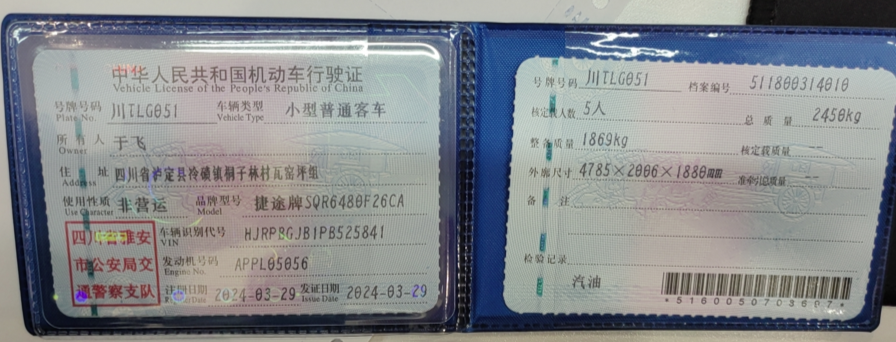 中华人民共和国机动车行驶证
Vehicle License of the People's Republic of China
号牌号码 川TLG051 车辆类型 小型普通客车
Plate No. Vehicle Type
所有人 于飞
Owner
住址 四川省泸定县冷碛镇桐子林村瓦窑坪组
Address
使用性质 非营运 品牌型号 捷途牌SQR6480F26CA
Use Character Model
四川省雅安
市公安局交
通警察支队
车辆识别代号 HJRPBGJB1PB525841
VIN
发动机号码 APPL05056
Engine No.
注册日期 2024-03-29 发证日期 2024-03-29
Issue Date
号牌号码 川TLG051 档案编号 511800314010
核定载人数 5人 总质量 2450kg
整备质量 1869kg 核定载质量 --
外廓尺寸 4785×2006×1880mm 准牵引总质量 --
备注
检验记录
汽油
*5160050703607*